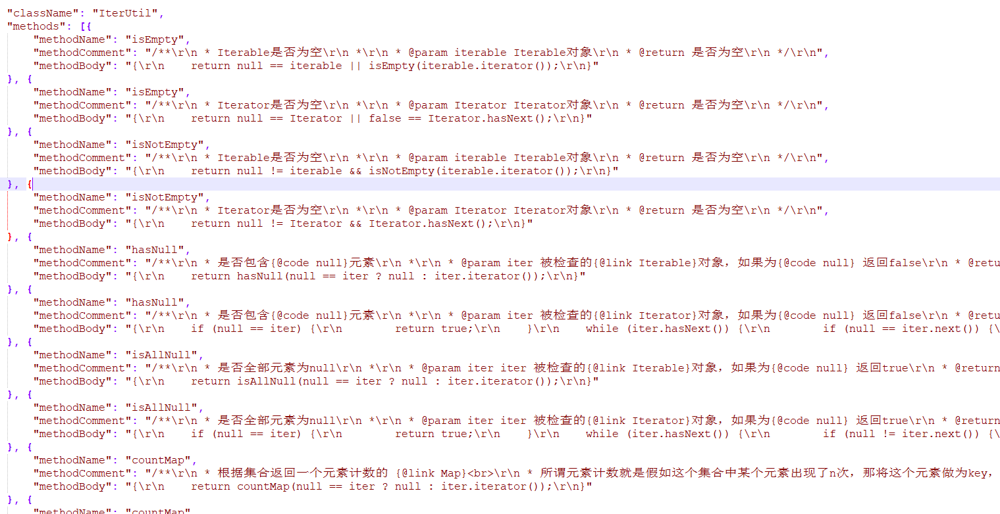 "className": "IterUtil",
"methods": [{
"methodName": "isEmpty",
"methodComment": "/**\r\n * Iterable是否为空\r\n *\r\n * @param iterable Iterable对象\r\n * @return 是否为空\r\n */\r\n",
"methodBody": "{\r\n    return null == iterable || isEmpty(iterable.iterator());\r\n}"
}, {
"methodName": "isEmpty",
"methodComment": "/**\r\n * Iterator是否为空\r\n *\r\n * @param Iterator Iterator对象\r\n * @return 是否为空\r\n */\r\n",
"methodBody": "{\r\n    return null == Iterator || false == Iterator.hasNext();\r\n}"
}, {
"methodName": "isNotEmpty",
"methodComment": "/**\r\n * Iterable是否为空\r\n *\r\n * @param iterable Iterable对象\r\n * @return 是否为空\r\n */\r\n",
"methodBody": "{\r\n    return null != iterable && isNotEmpty(iterable.iterator());\r\n}"
}, {
"methodName": "isNotEmpty",
"methodComment": "/**\r\n * Iterator是否为空\r\n *\r\n * @param Iterator Iterator对象\r\n * @return 是否为空\r\n */\r\n",
"methodBody": "{\r\n    return null != Iterator && Iterator.hasNext();\r\n}"
}, {
"methodName": "hasNull",
"methodComment": "/**\r\n * 是否包含{@code null}元素\r\n *\r\n * @param iter 被检查的{@link Iterable}对象，如果为{@code null} 返回false\r\n * @retu
"methodBody": "{\r\n    return hasNull(null == iter ? null : iter.iterator());\r\n}"
}, {
"methodName": "hasNull",
"methodComment": "/**\r\n * 是否包含{@code null}元素\r\n *\r\n * @param iter 被检查的{@link Iterator}对象，如果为{@code null} 返回false\r\n * @retu
"methodBody": "{\r\n    if (null == iter) {\r\n        return true;\r\n    }\r\n    while (iter.hasNext()) {\r\n        if (null == iter.next()) {\
}, {
"methodName": "isAllNull",
"methodComment": "/**\r\n * 是否全部元素为null\r\n *\r\n * @param iter iter 被检查的{@link Iterable}对象，如果为{@code null} 返回true\r\n * @return
"methodBody": "{\r\n    return isAllNull(null == iter ? null : iter.iterator());\r\n}"
}, {
"methodName": "isAllNull",
"methodComment": "/**\r\n * 是否全部元素为null\r\n *\r\n * @param iter iter 被检查的{@link Iterator}对象，如果为{@code null} 返回true\r\n * @return
"methodBody": "{\r\n    if (null == iter) {\r\n        return true;\r\n    }\r\n    while (iter.hasNext()) {\r\n        if (null != iter.next()) {\
}, {
"methodName": "countMap",
"methodComment": "/**\r\n * 根据集合返回一个元素计数的 {@link Map}<br>\r\n * 所谓元素计数就是假如这个集合中某个元素出现了n次，那将这个元素做为key，
"methodBody": "{\r\n    return countMap(null == iter ? null : iter.iterator());\r\n}"
}, {
"methodName": "countMap"